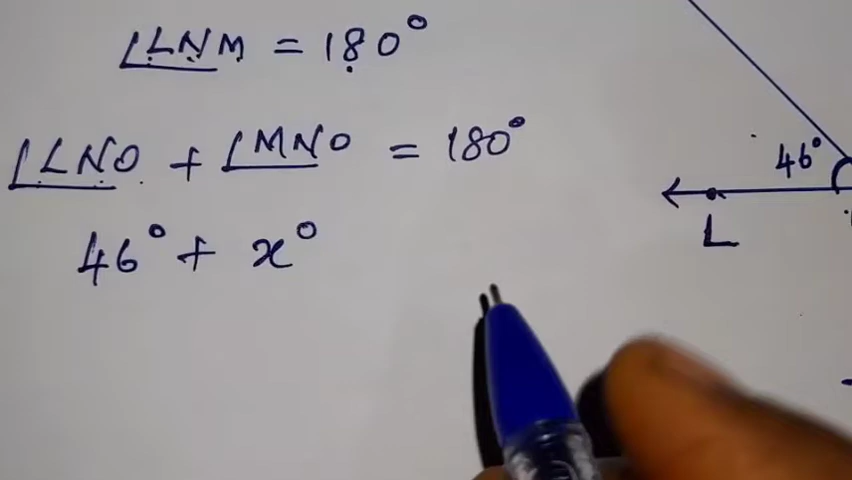 ∠LNM = 180°
∠LNO + ∠MNO = 180°
46° + x°
46°
L